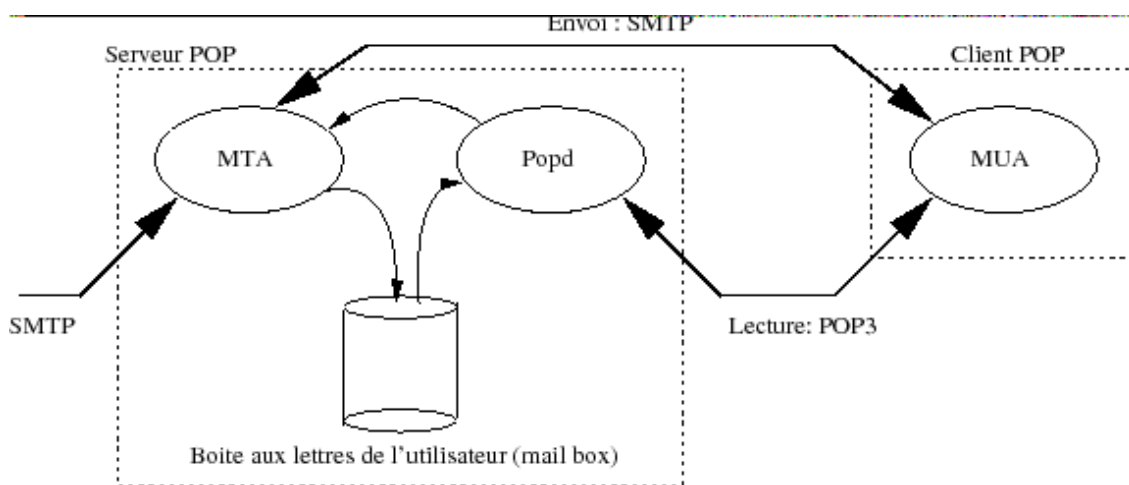 Envoi : SMTP
Serveur POP
Client POP
MTA
Popd
MUA
SMTP
Lecture: POP3
Boite aux lettres de l'utilisateur (mail box)